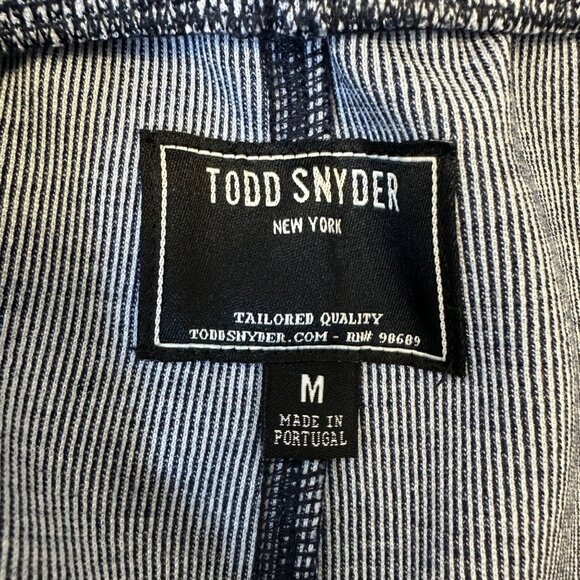 TODD SNYDER
NEW YORK
TAILORED QUALITY
TODDSNYDER.COM - RN# 98689
M
MADE IN
PORTUGAL